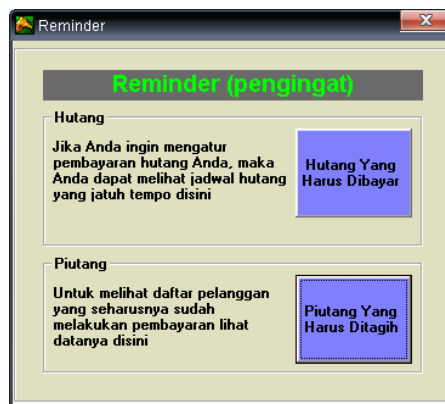 Reminder
Reminder (pengingat)
Hutang
Jika Anda ingin mengatur
pembayaran hutang Anda, maka
Anda dapat melihat jadwal hutang
yang jatuh tempo disini
Hutang Yang
Harus Dibayar
Piutang
Untuk melihat daftar pelanggan
yang seharusnya sudah
melakukan pembayaran lihat
datanya disini
Piutang Yang
Harus Ditagih